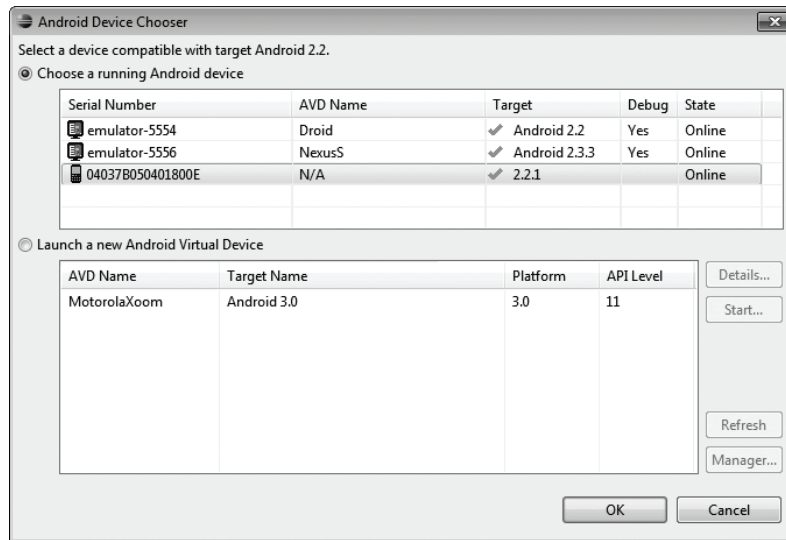 Android Device Chooser
Select a device compatible with target Android 2.2.
Choose a running Android device
Serial Number AVD Name Target Debug State
emulator-5554 Droid Android 2.2 Yes Online
emulator-5556 NexusS Android 2.3.3 Yes Online
04037B050401800E N/A 2.2.1 Online
Launch a new Android Virtual Device
AVD Name Target Name Platform API Level Details...
MotorolaXoom Android 3.0 3.0 11 Start...
Refresh
Manager...
OK Cancel